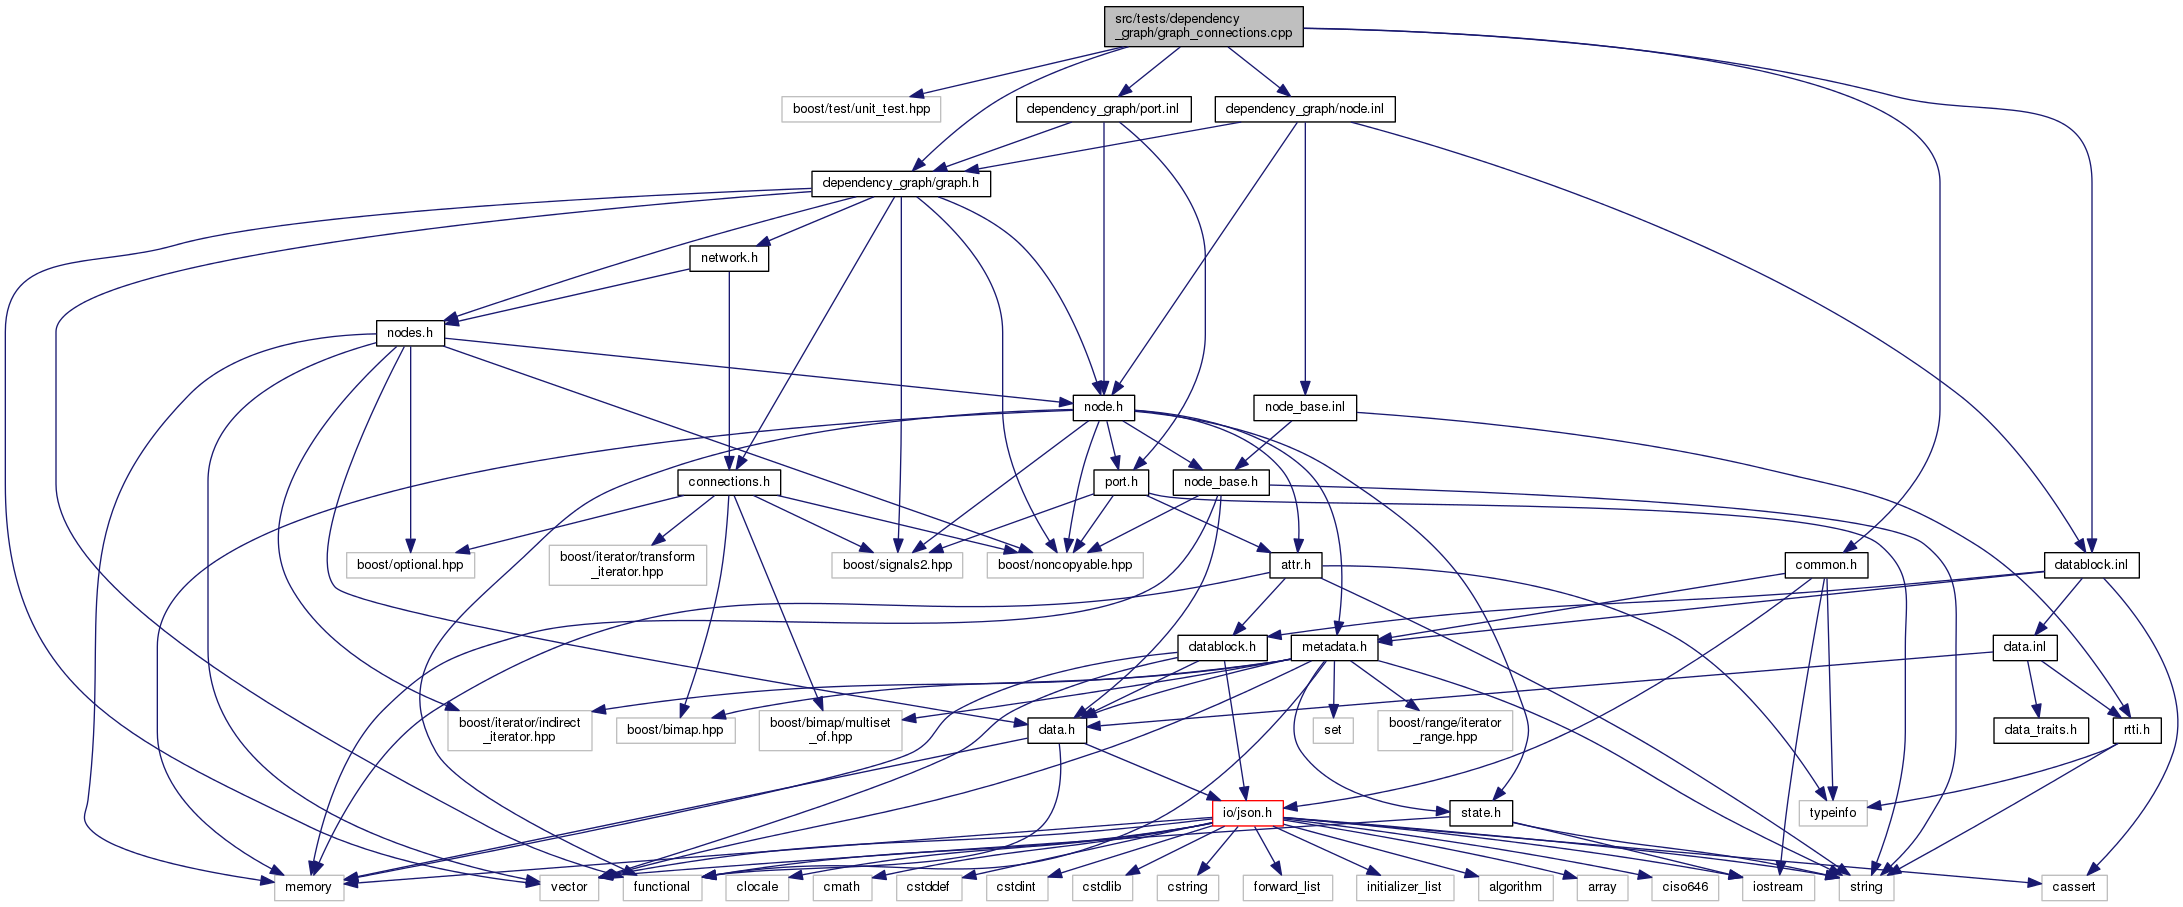 src/tests/dependency
_graph/graph_connections.cpp
boost/test/unit_test.hpp
dependency_graph/port.inl
dependency_graph/node.inl
dependency_graph/graph.h
network.h
nodes.h
node.h
node_base.inl
connections.h
port.h
node_base.h
boost/optional.hpp
boost/iterator/transform
_iterator.hpp
boost/signals2.hpp
boost/noncopyable.hpp
attr.h
common.h
datablock.inl
datablock.h
metadata.h
data.inl
boost/iterator/indirect
_iterator.hpp
boost/bimap.hpp
boost/bimap/multiset
_of.hpp
data.h
set
boost/range/iterator
_range.hpp
data_traits.h
rtti.h
io/json.h
state.h
typeinfo
memory
vector
functional
clocale
cmath
cstddef
cstdint
cstdlib
cstring
forward_list
initializer_list
algorithm
array
ciso646
iostream
string
cassert